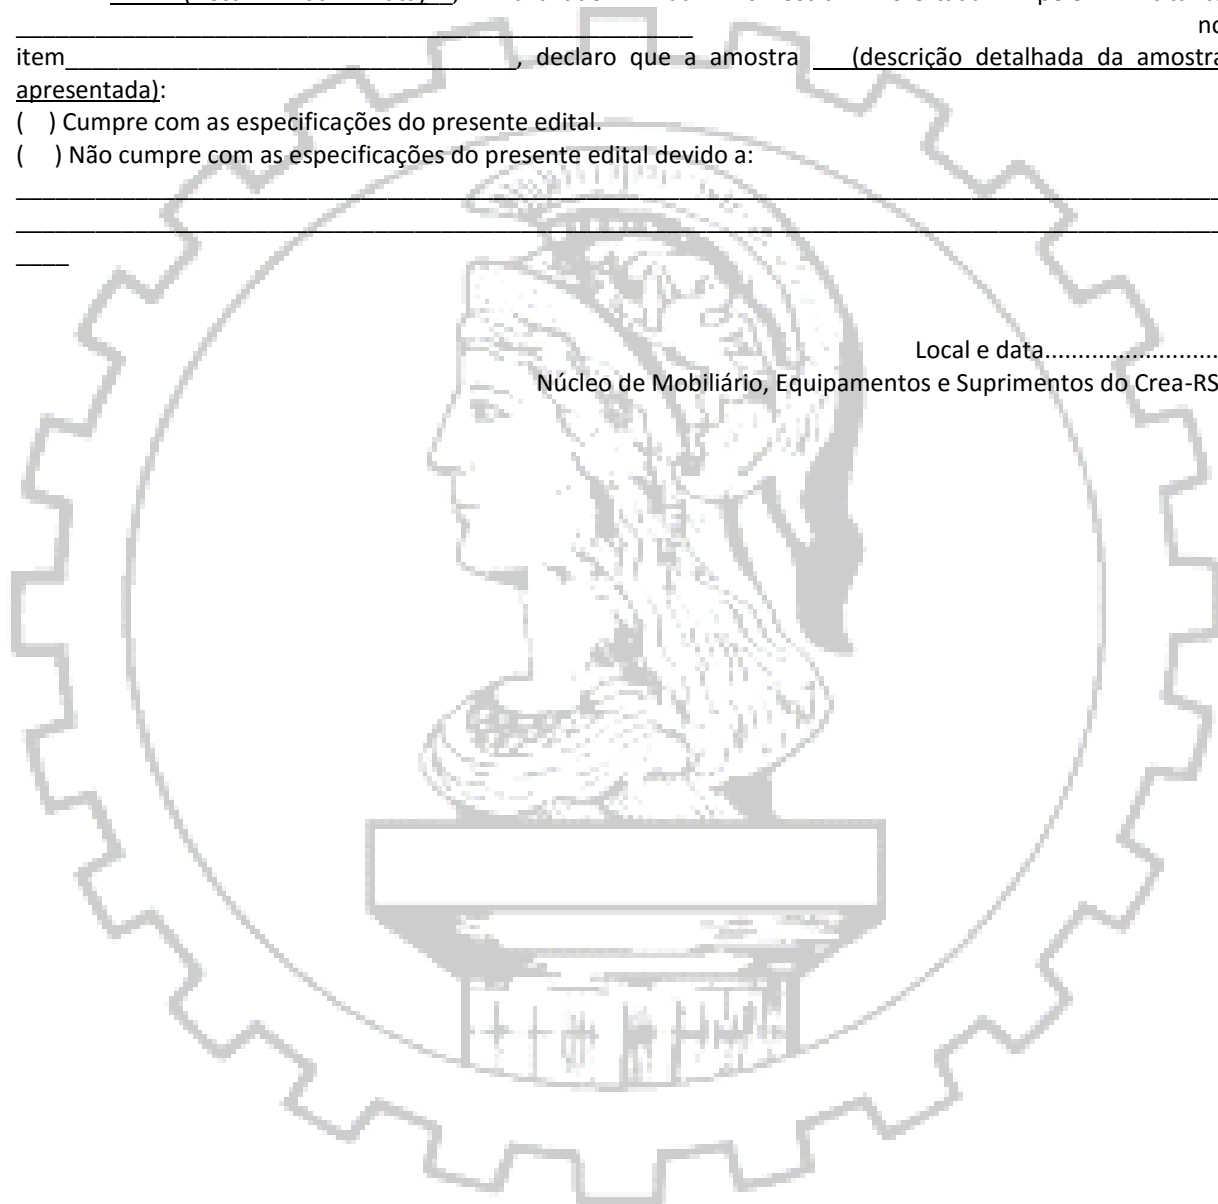 no
item__________________________________, declaro que a amostra ___(descrição detalhada da amostra
apresentada):
( ) Cumpre com as especificações do presente edital.
( ) Não cumpre com as especificações do presente edital devido a:
Local e data..........................
Núcleo de Mobiliário, Equipamentos e Suprimentos do Crea-RS